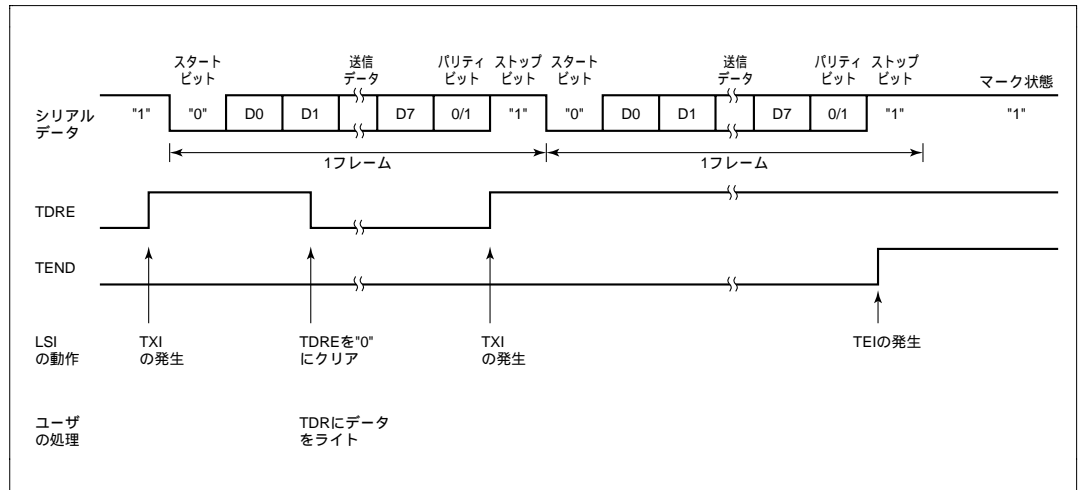 スタート
ビット
送信
データ
パリティ
ビット
ストップ
ビット
スタート
ビット
送信
データ
パリティ
ビット
ストップ
ビット
マーク状態
シリアル
データ
"1" "0" D0 D1 D7 0/1 "1" "0" D0 D1 D7 0/1 "1" "1"
1フレーム 1フレーム
TDRE
TEND
LSI
の動作
TXI
の発生
TDREを"0"
にクリア
TXI
の発生
TEIの発生
ユーザ
の処理
TDRにデータ
をライト